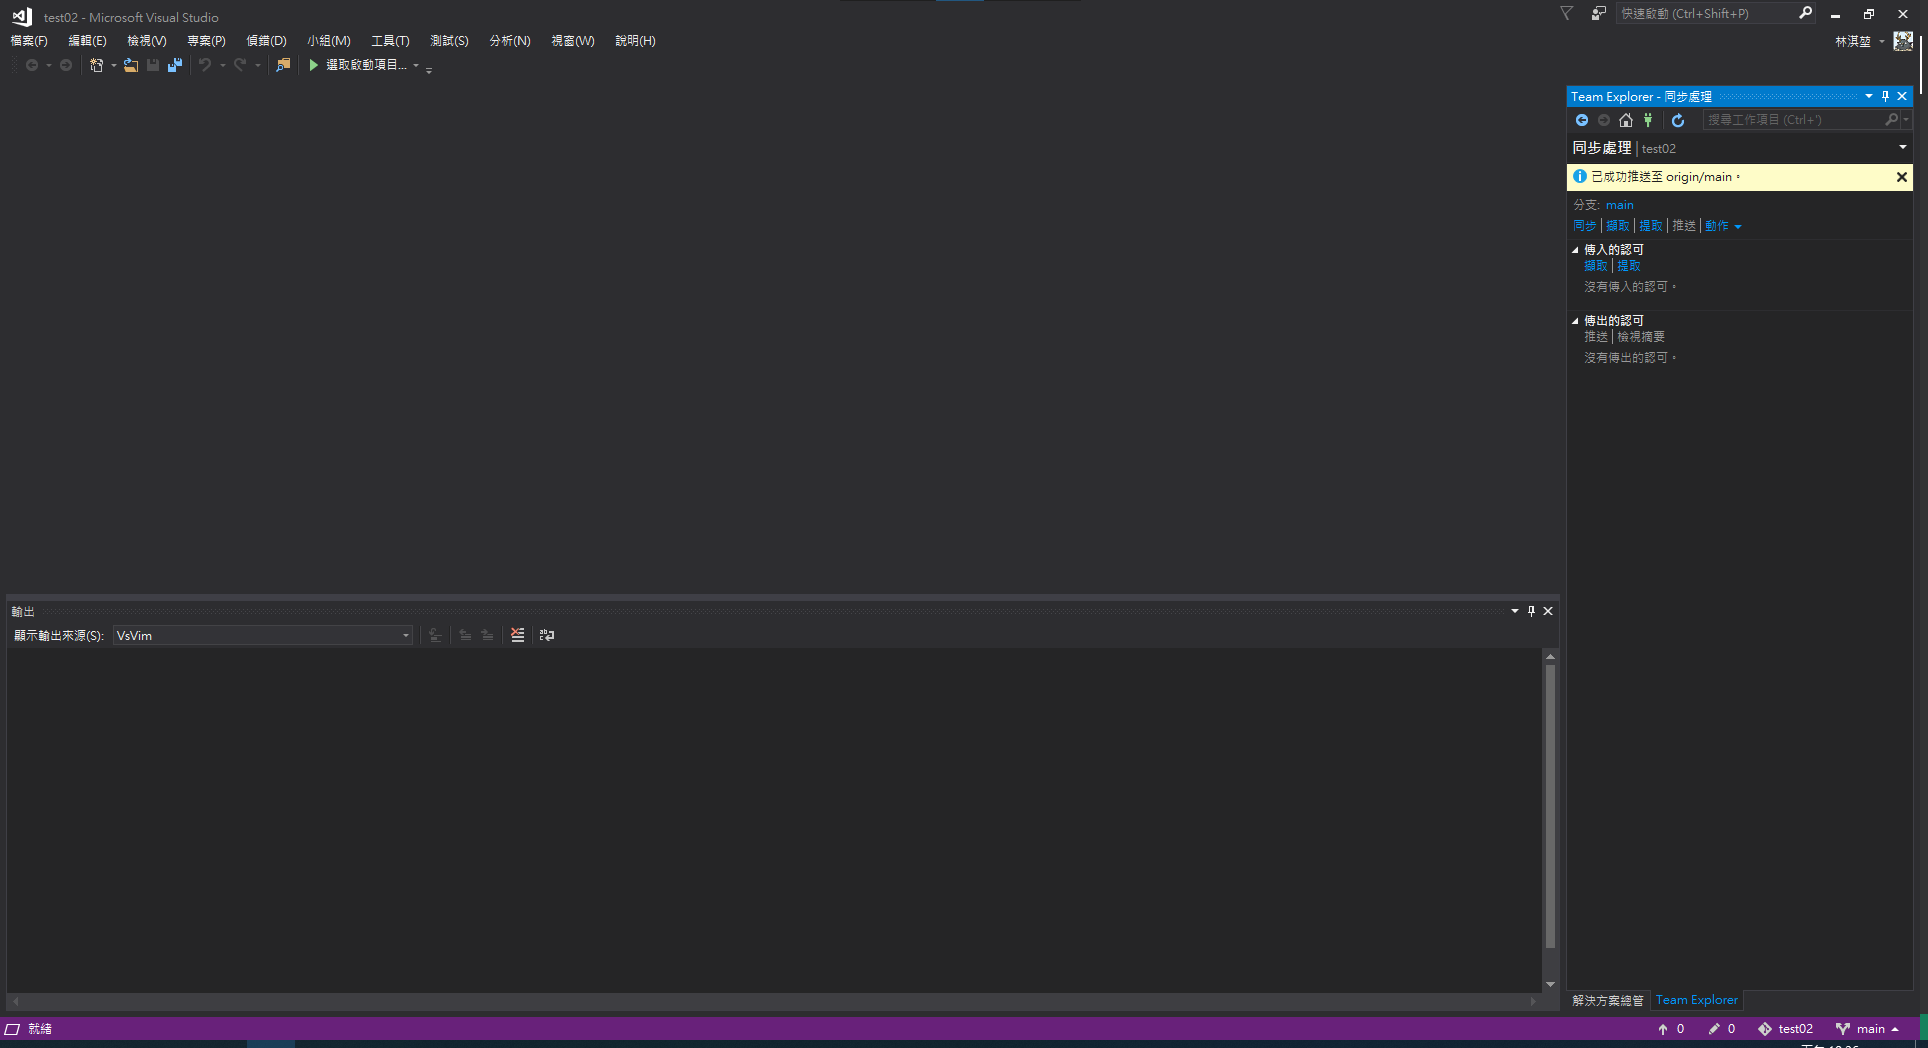 test02 - Microsoft Visual Studio
快速啟動 (Ctrl+Shift+P)
檔案(F) 編輯(E) 檢視(V) 專案(P) 偵錯(D) 小組(M) 工具(T) 測試(S) 分析(N) 視窗(W) 說明(H)
林淇堃
選取啟動項目...
Team Explorer - 同步處理
搜尋工作項目 (Ctrl+')
同步處理 | test02
已成功推送至 origin/main。
分支: main
同步 | 擷取 | 提取 | 推送 | 動作
傳入的認可
擷取 | 提取
沒有傳入的認可。
傳出的認可
推送 | 檢視摘要
沒有傳出的認可。
輸出
顯示輸出來源(S): VsVim
解決方案總管 Team Explorer
就緒
0 0 test02 main